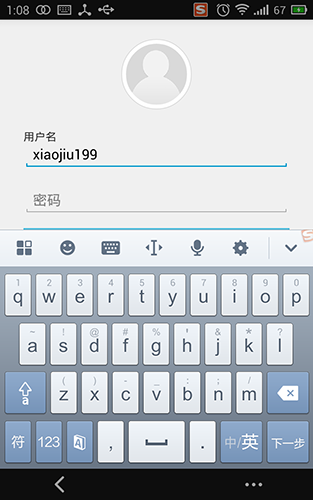 1:08 S 67
用户名
xiaojiu199
密码
1 2 3 4 5 6 7 8 9 0
q w e r t y u i o p
~ ! @ # % ' & * ?
a s d f g h j k l
( ) - _ : ; /
a z x c v b n m
符 123 , . 中/英 下一步